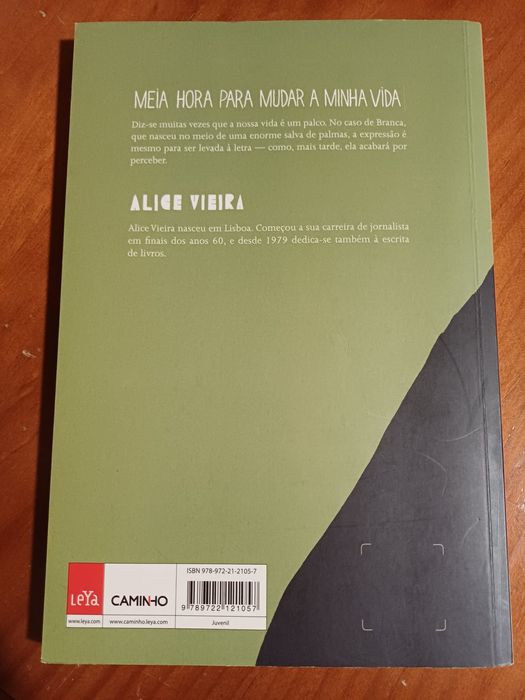 MEIA HORA PARA MUDAR A MINHA VIDA
Diz-se muitas vezes que a nossa vida é um palco. No caso de Branca,
que nasceu no meio de uma enorme salva de palmas, a expressão é
mesmo para ser levada à letra — como, mais tarde, ela acabará por
perceber.
ALICE VIEIRA
Alice Vieira nasceu em Lisboa. Começou a sua carreira de jornalista
em finais dos anos 60, e desde 1979 dedica-se também à escrita
de livros.
ISBN 978-972-21-2105-7
LEYA
CAMINHO
9 789722 121057
www.leya.com
www.caminho.leya.com
Juvenil